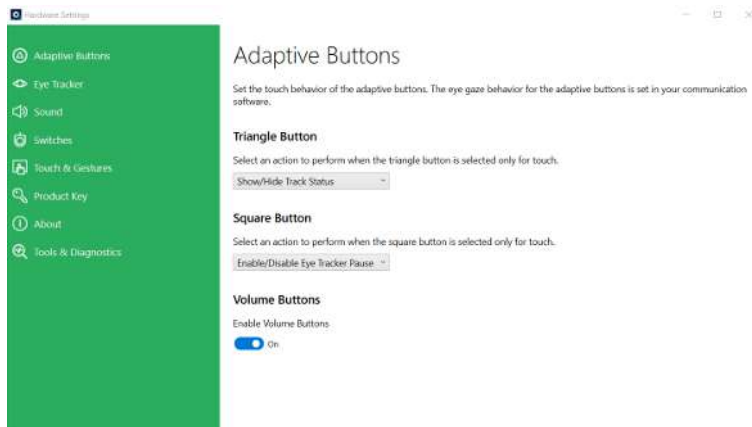 Hardware Settings
Adaptive Buttons
Eye Tracker
Sound
Switches
Touch & Gestures
Product Key
About
Tools & Diagnostics
Adaptive Buttons
Set the touch behavior of the adaptive buttons. The eye gaze behavior for the adaptive buttons is set in your communication
software.
Triangle Button
Select an action to perform when the triangle button is selected only for touch.
Show/Hide Track Status
Square Button
Select an action to perform when the square button is selected only for touch.
Enable/Disable Eye Tracker Pause
Volume Buttons
Enable Volume Buttons
On